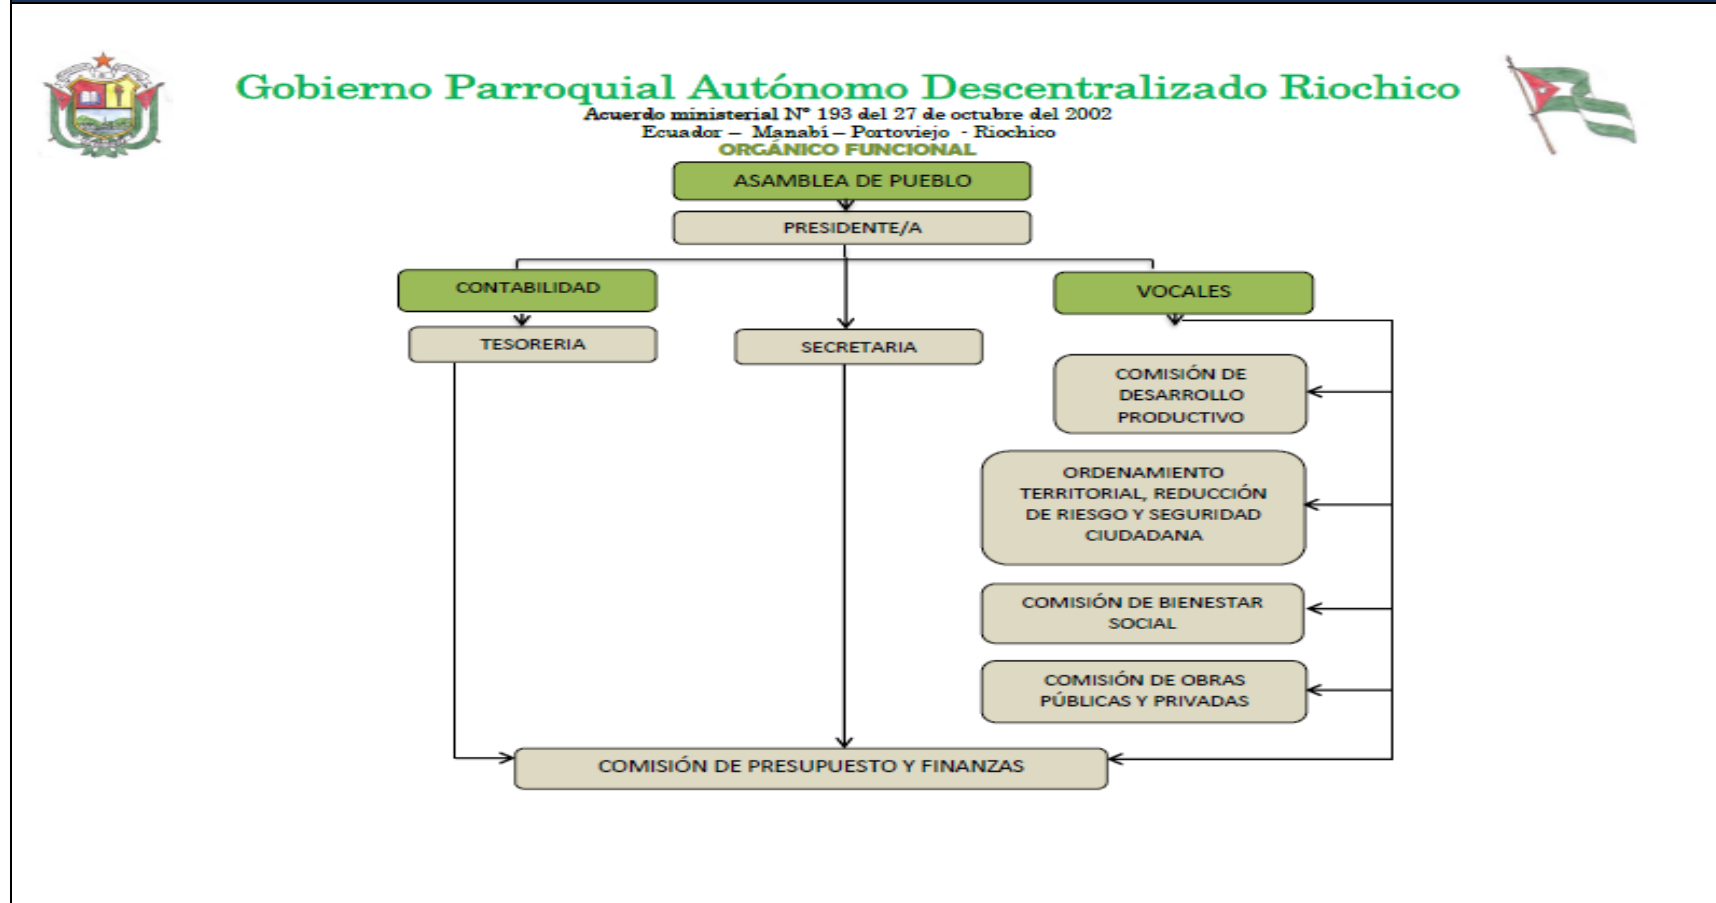 Gobierno Parroquial Autónomo Descentralizado Riochico
Acuerdo ministerial N° 193 del 27 de octubre del 2002
Ecuador – Manabí – Portoviejo - Riochico
ORGÁNICO FUNCIONAL
ASAMBLEA DE PUEBLO
PRESIDENTE/A
CONTABILIDAD
VOCALES
TESORERIA
SECRETARIA
COMISIÓN DE
DESARROLLO
PRODUCTIVO
ORDENAMIENTO
TERRITORIAL, REDUCCIÓN
DE RIESGO Y SEGURIDAD
CIUDADANA
COMISIÓN DE BIENESTAR
SOCIAL
COMISIÓN DE OBRAS
PÚBLICAS Y PRIVADAS
COMISIÓN DE PRESUPUESTO Y FINANZAS